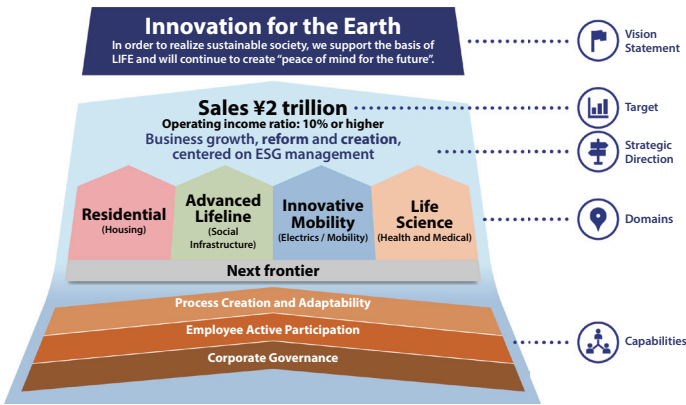 Innovation for the Earth
In order to realize sustainable society, we support the basis of
LIFE and will continue to create “peace of mind for the future”.
Vision
Statement
Sales ¥2 trillion
Target
Operating income ratio: 10% or higher
Business growth, reform and creation,
centered on ESG management
Strategic
Direction
Residential
(Housing)
Advanced
Lifeline
(Social
Infrastructure)
Innovative
Mobility
(Electrics / Mobility)
Life
Science
(Health and Medical)
Domains
Next frontier
Process Creation and Adaptability
Employee Active Participation
Corporate Governance
Capabilities